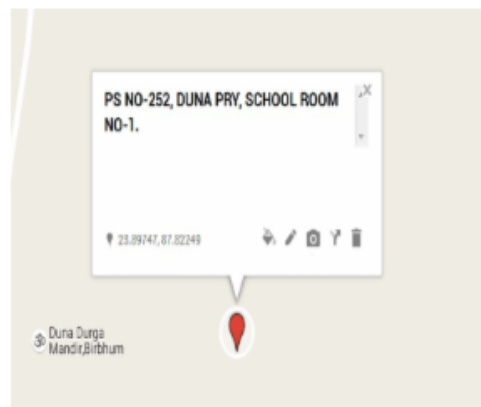 PS NO-252, DUNA PRY, SCHOOL ROOM
NO-1.
23.89747, 87.82249
Duna Durga
Mandir,Birbhum